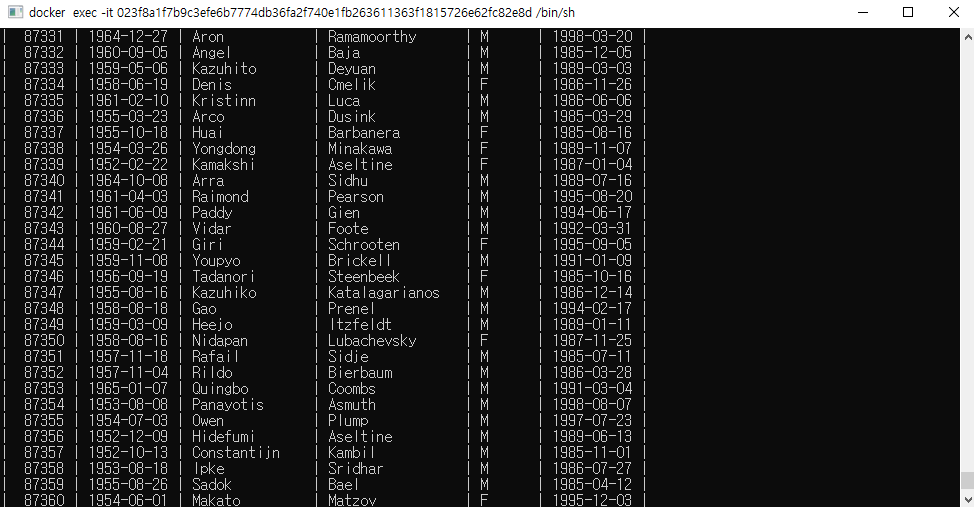 docker exec -it 023f8a1f7b9c3efe6b7774db36fa2f740e1fb263611363f1815726e62fc82e8d /bin/sh
| 87331 | 1964-12-27 | Aron | Ramamoorthy | M | 1998-03-20 |
| 87332 | 1960-09-05 | Angel | Baja | M | 1985-12-05 |
| 87333 | 1959-05-06 | Kazuhito | Deyuan | M | 1989-03-03 |
| 87334 | 1958-06-19 | Denis | Cmelik | F | 1986-11-26 |
| 87335 | 1961-02-10 | Kristinn | Luca | M | 1986-06-06 |
| 87336 | 1955-03-23 | Arco | Dusink | M | 1985-03-29 |
| 87337 | 1955-10-18 | Huai | Barbanera | F | 1985-08-16 |
| 87338 | 1954-03-26 | Yongdong | Minakawa | F | 1989-11-07 |
| 87339 | 1952-02-22 | Kamakshi | Aseltine | F | 1987-01-04 |
| 87340 | 1964-10-08 | Arra | Sidhu | M | 1989-07-16 |
| 87341 | 1961-04-03 | Raimond | Pearson | M | 1995-08-20 |
| 87342 | 1961-06-09 | Paddy | Gien | M | 1994-06-17 |
| 87343 | 1960-08-27 | Vidar | Foote | M | 1992-03-31 |
| 87344 | 1959-02-21 | Giri | Schrooten | F | 1995-09-05 |
| 87345 | 1959-11-08 | Youpyo | Brickell | M | 1991-01-09 |
| 87346 | 1956-09-19 | Tadanori | Steenbeek | F | 1985-10-16 |
| 87347 | 1955-08-16 | Kazuhiko | Katalagarianos | M | 1986-12-14 |
| 87348 | 1958-08-18 | Gao | Prenel | M | 1994-02-17 |
| 87349 | 1959-03-09 | Heejo | Itzfeldt | M | 1989-01-11 |
| 87350 | 1958-08-16 | Nidapan | Lubachevsky | F | 1987-11-25 |
| 87351 | 1957-11-18 | Rafail | Sidje | M | 1985-07-11 |
| 87352 | 1957-11-04 | Rildo | Bierbaum | M | 1986-03-28 |
| 87353 | 1965-01-07 | Quingbo | Coombs | M | 1991-03-04 |
| 87354 | 1953-08-08 | Panayotis | Asmuth | M | 1998-08-07 |
| 87355 | 1954-07-03 | Owen | Plump | M | 1997-07-23 |
| 87356 | 1952-12-09 | Hidefumi | Aseltine | M | 1989-06-13 |
| 87357 | 1952-10-13 | Constantijn | Kambil | M | 1985-11-01 |
| 87358 | 1953-08-18 | Ipke | Sridhar | M | 1986-07-27 |
| 87359 | 1955-08-26 | Sadok | Bael | M | 1985-04-12 |
| 87360 | 1954-06-01 | Makato | Matzov | F | 1995-12-03 |